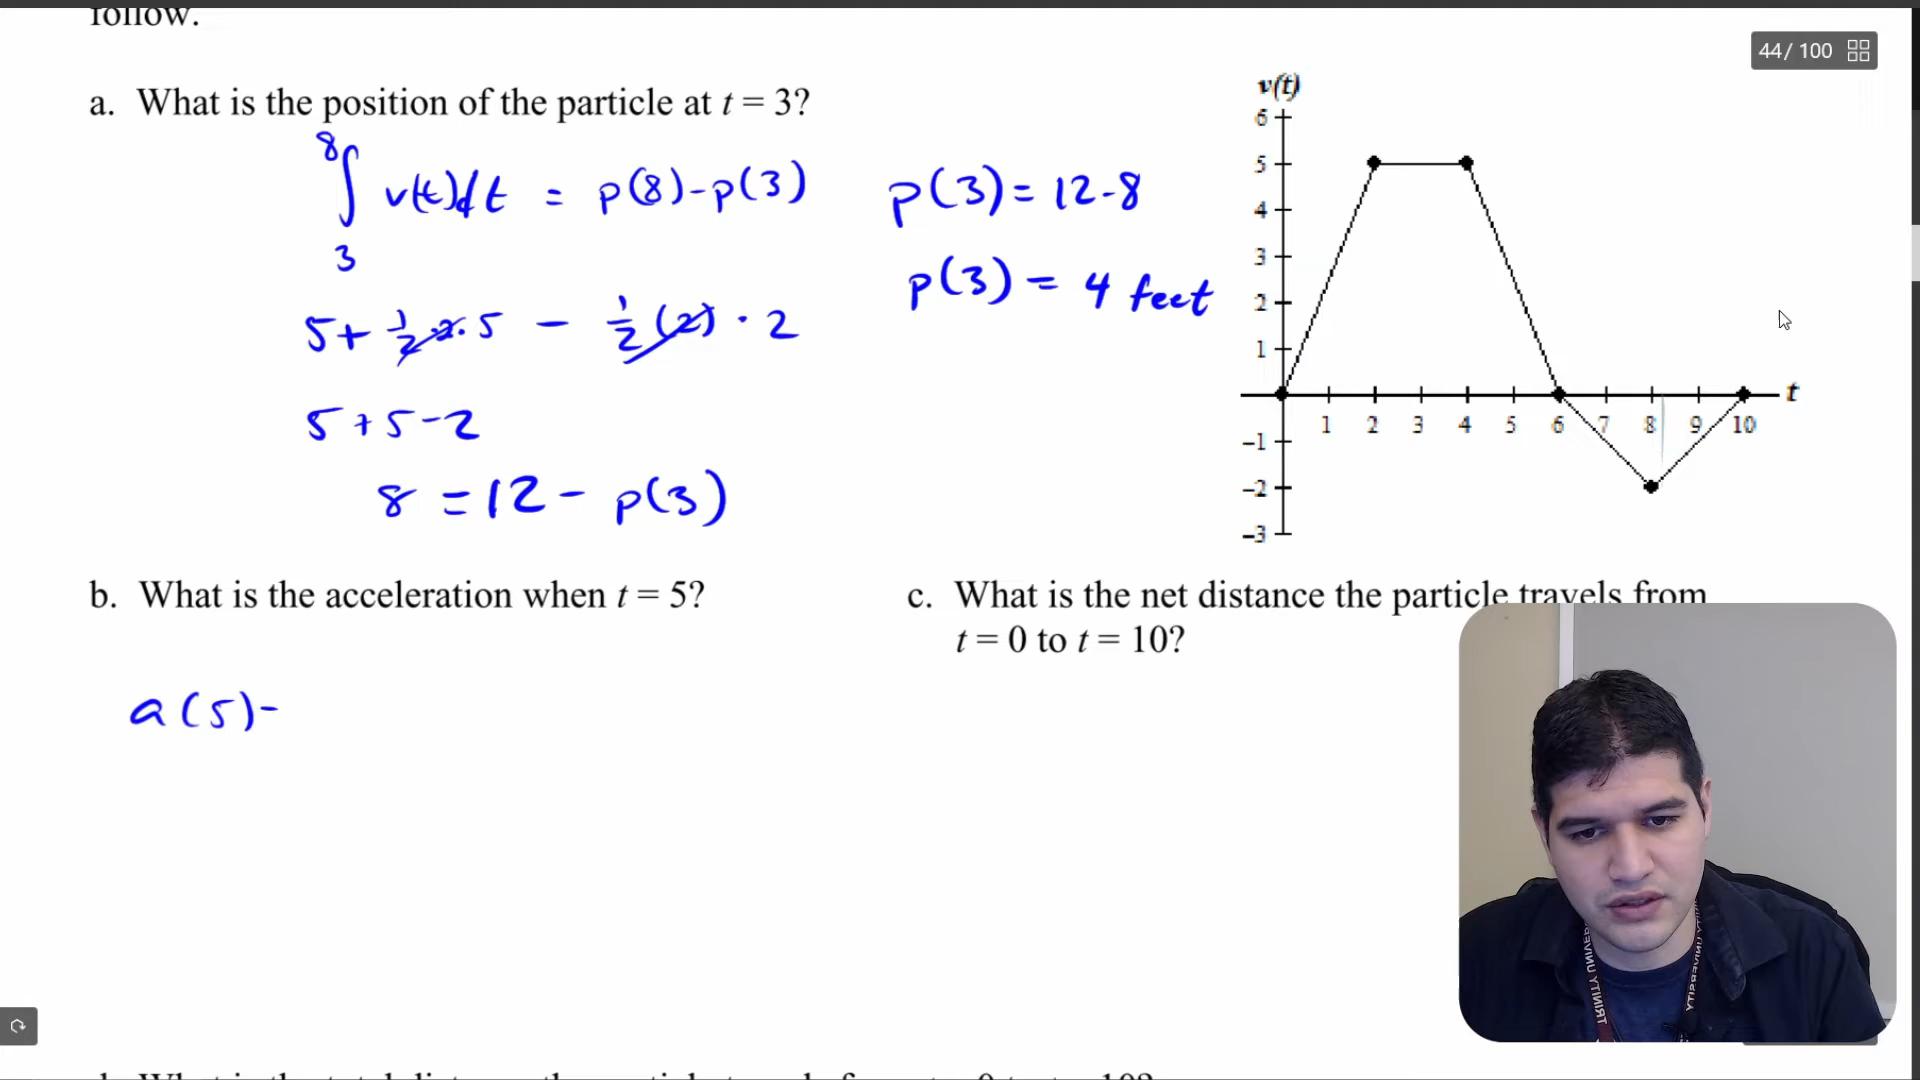 follow.
44 / 100
a. What is the position of the particle at t = 3?
8
∫ v(t)dt = p(8)-p(3)
3
5 + 1/2 · 2 · 5 - 1/2 (2) · 2
5 + 5 - 2
8 = 12 - p(3)
p(3) = 12 - 8
p(3) = 4 feet
v(t)
6
5
4
3
2
1
-1
-2
-3
1 2 3 4 5 6 7 8 9 10
t
b. What is the acceleration when t = 5?
a(5)-
c. What is the net distance the particle travels from
t = 0 to t = 10?
TRINITY UNIVER